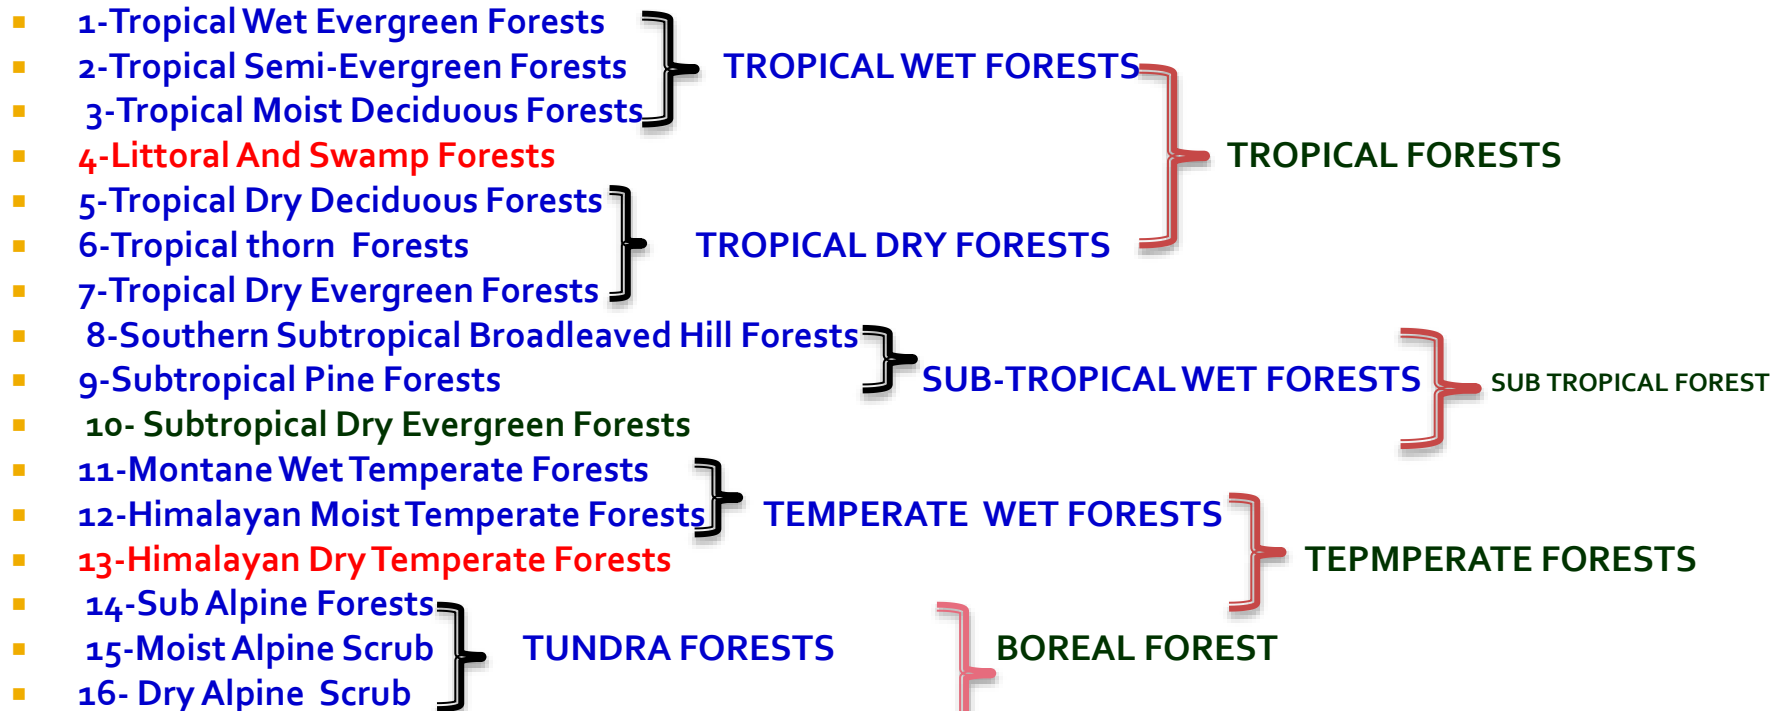 1-Tropical Wet Evergreen Forests
2-Tropical Semi-Evergreen Forests TROPICAL WET FORESTS
3-Tropical Moist Deciduous Forests
4-Littoral And Swamp Forests TROPICAL FORESTS
5-Tropical Dry Deciduous Forests
6-Tropical thorn Forests TROPICAL DRY FORESTS
7-Tropical Dry Evergreen Forests
8-Southern Subtropical Broadleaved Hill Forests
9-Subtropical Pine Forests SUB-TROPICAL WET FORESTS SUB TROPICAL FOREST
10- Subtropical Dry Evergreen Forests
11-Montane Wet Temperate Forests
12-Himalayan Moist Temperate Forests TEMPERATE WET FORESTS
13-Himalayan Dry Temperate Forests TEPMPERATE FORESTS
14-Sub Alpine Forests
15-Moist Alpine Scrub TUNDRA FORESTS BOREAL FOREST
16- Dry Alpine Scrub